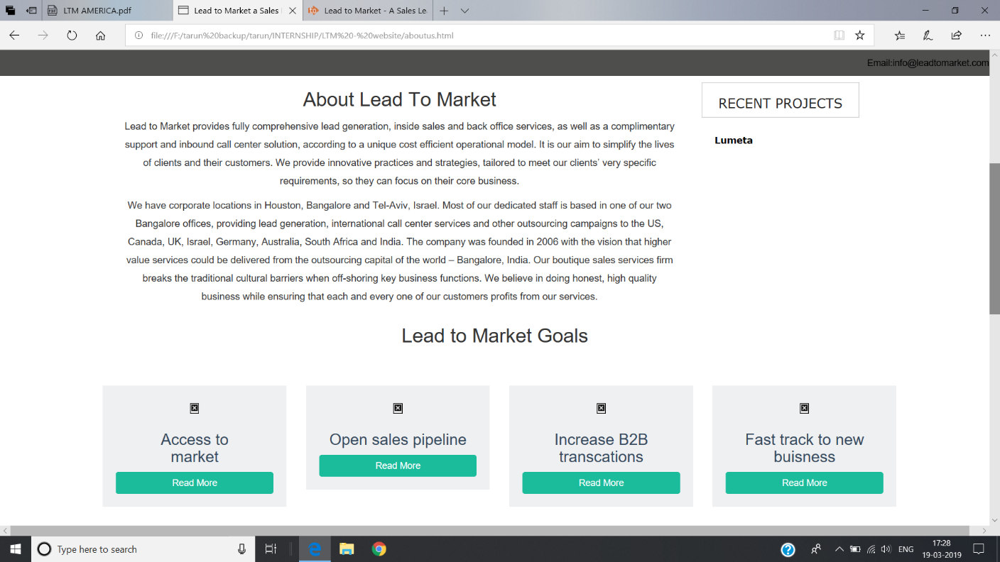 LTM AMERICA.pdf
Lead to Market a Sales
Lead to Market - A Sales Le
file:///F:/tarun%20backup/tarun/INTERNSHIP/LTM%20-%20website/aboutus.html
Email:info@leadtomarket.com
About Lead To Market
Lead to Market provides fully comprehensive lead generation, inside sales and back office services, as well as a complimentary
support and inbound call center solution, according to a unique cost efficient operational model. It is our aim to simplify the lives
of clients and their customers. We provide innovative practices and strategies, tailored to meet our clients’ very specific
requirements, so they can focus on their core business.
We have corporate locations in Houston, Bangalore and Tel-Aviv, Israel. Most of our dedicated staff is based in one of our two
Bangalore offices, providing lead generation, international call center services and other outsourcing campaigns to the US,
Canada, UK, Israel, Germany, Australia, South Africa and India. The company was founded in 2006 with the vision that higher
value services could be delivered from the outsourcing capital of the world – Bangalore, India. Our boutique sales services firm
breaks the traditional cultural barriers when off-shoring key business functions. We believe in doing honest, high quality
business while ensuring that each and every one of our customers profits from our services.
RECENT PROJECTS
Lumeta
Lead to Market Goals
Access to
market
Read More
Open sales pipeline
Read More
Increase B2B
transcations
Read More
Fast track to new
buisness
Read More
Type here to search
ENG
17:28
19-03-2019